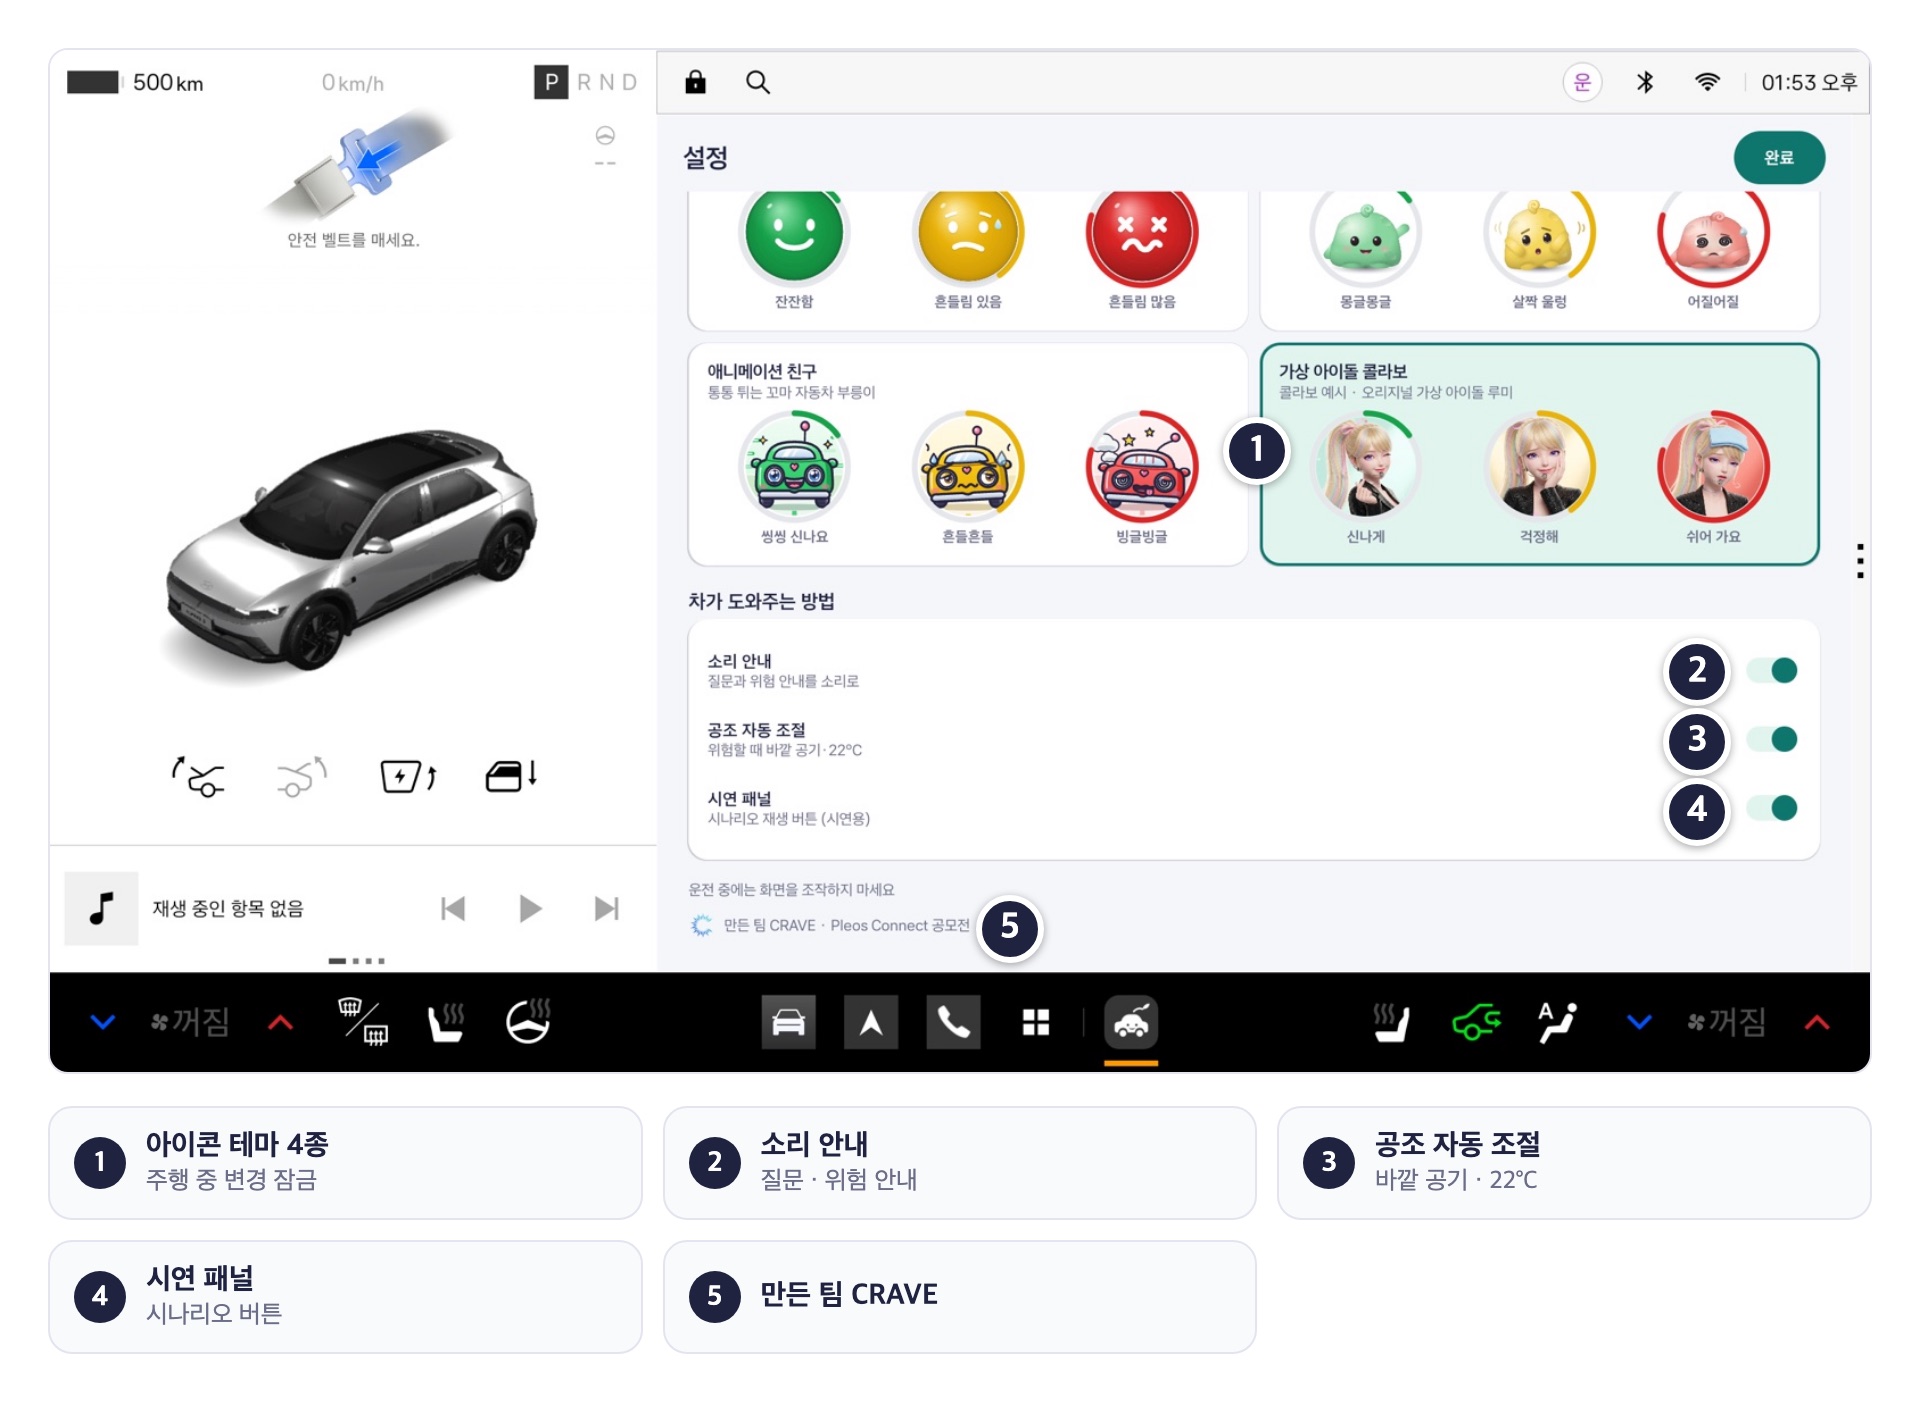 500 km
0 km/h
P R N D
운
01:53 오후
--
안전 벨트를 매세요.
설정
완료
잔잔함
흔들림 있음
흔들림 많음
몽글몽글
살짝 울렁
어질어질
애니메이션 친구
통통 튀는 꼬마 자동차 부릉이
씽씽 신나요
흔들흔들
빙글빙글
가상 아이돌 콜라보
콜라보 예시 · 오리지널 가상 아이돌 루미
신나게
걱정해
쉬어 가요
1
차가 도와주는 방법
소리 안내
질문과 위험 안내를 소리로
2
공조 자동 조절
위험할 때 바깥 공기·22°C
3
시연 패널
시나리오 재생 버튼 (시연용)
4
운전 중에는 화면을 조작하지 마세요
만든 팀 CRAVE · Pleos Connect 공모전
5
재생 중인 항목 없음
꺼짐
A
꺼짐
1
아이콘 테마 4종
주행 중 변경 잠금
2
소리 안내
질문 · 위험 안내
3
공조 자동 조절
바깥 공기 · 22°C
4
시연 패널
시나리오 버튼
5
만든 팀 CRAVE